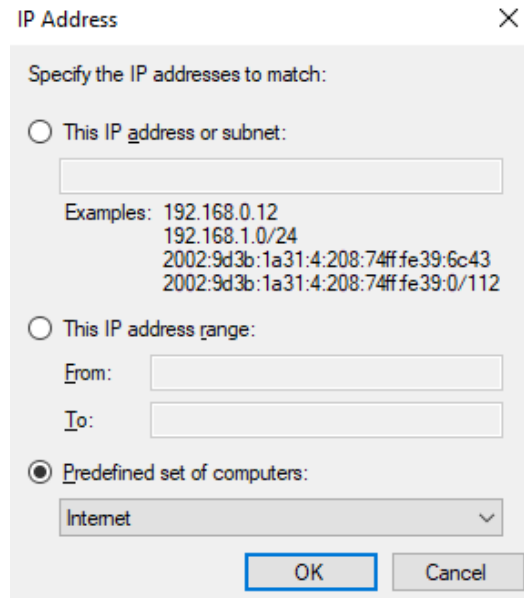 IP Address
Specify the IP addresses to match:
This IP address or subnet:
Examples: 192.168.0.12
192.168.1.0/24
2002:9d3b:1a31:4:208:74ff:fe39:6c43
2002:9d3b:1a31:4:208:74ff:fe39:0/112
This IP address range:
From:
To:
Predefined set of computers:
Internet
OK Cancel